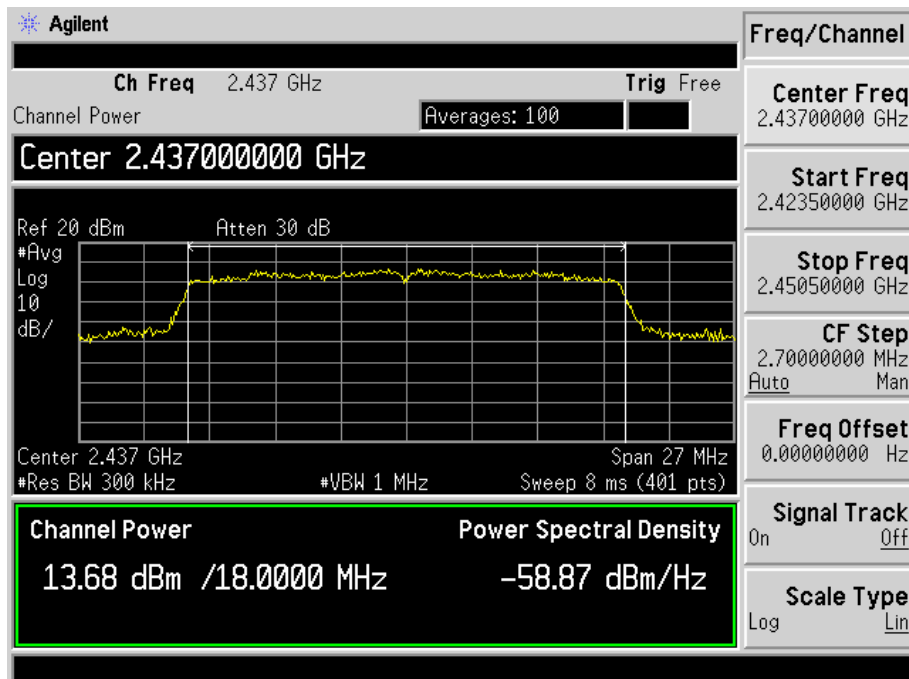 Agilent
Freq/Channel
Ch Freq 2.437 GHz Trig Free
Channel Power Averages: 100
Center 2.437000000 GHz
Ref 20 dBm Atten 30 dB
#Avg
Log
10
dB/
Center 2.437 GHz Span 27 MHz
#Res BW 300 kHz #VBW 1 MHz Sweep 8 ms (401 pts)
Channel Power Power Spectral Density
13.68 dBm /18.0000 MHz -58.87 dBm/Hz
Center Freq
2.43700000 GHz
Start Freq
2.42350000 GHz
Stop Freq
2.45050000 GHz
CF Step
2.70000000 MHz
Auto Man
Freq Offset
0.00000000 Hz
Signal Track
On Off
Scale Type
Log Lin